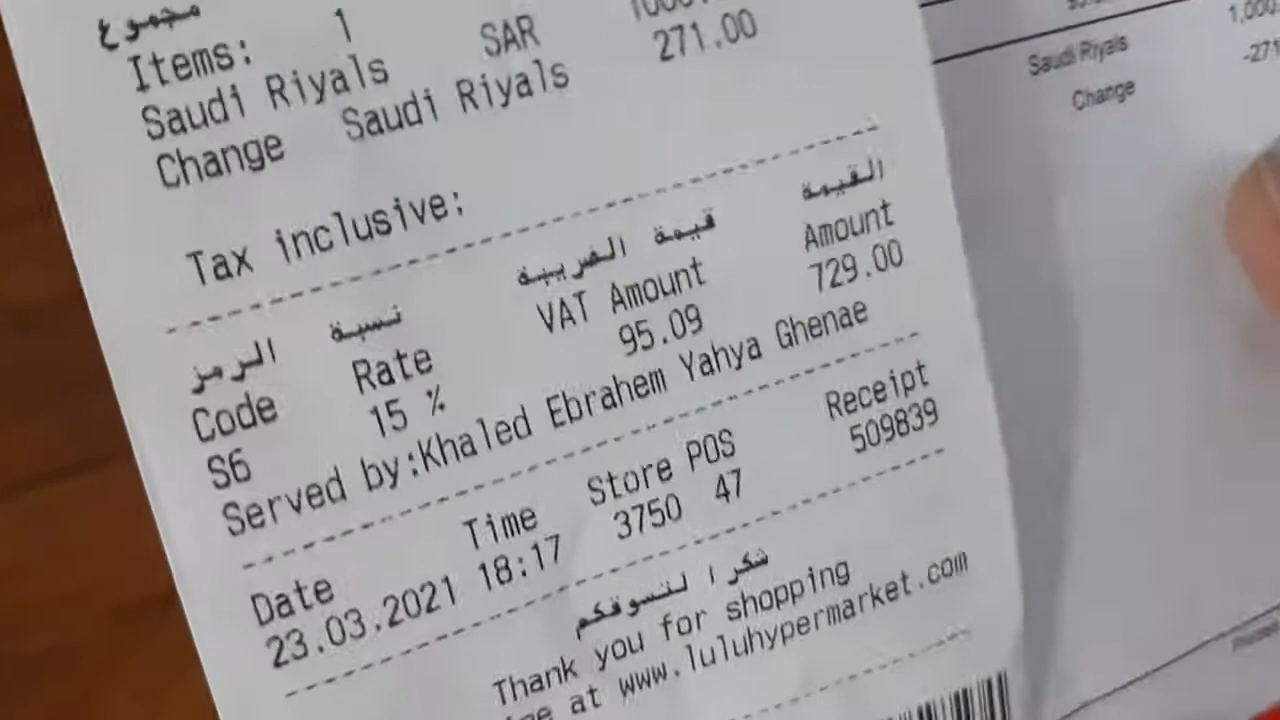 مجموع
Items: 1 SAR
Saudi Riyals 271.00
Change Saudi Riyals
Tax inclusive:
الرمز نسبة قيمة الضريبة القيمة
Code Rate VAT Amount Amount
S6 15 % 95.09 729.00
Served by:Khaled Ebrahem Yahya Ghenae
Date Time Store POS Receipt
23.03.2021 18:17 3750 47 509839
شكرا لتسوقكم
Thank you for shopping
at www.luluhypermarket.com
Saudi Riyals
Change